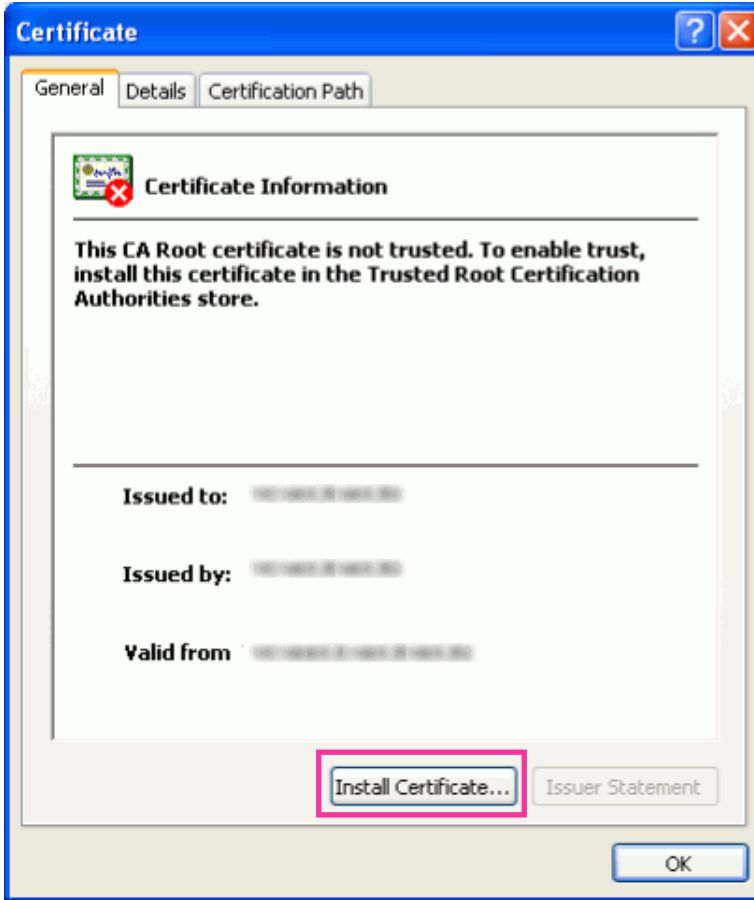 Certificate
General Details Certification Path
Certificate Information
This CA Root certificate is not trusted. To enable trust,
install this certificate in the Trusted Root Certification
Authorities store.
Issued to:
Issued by:
Valid from
Install Certificate... Issuer Statement
OK